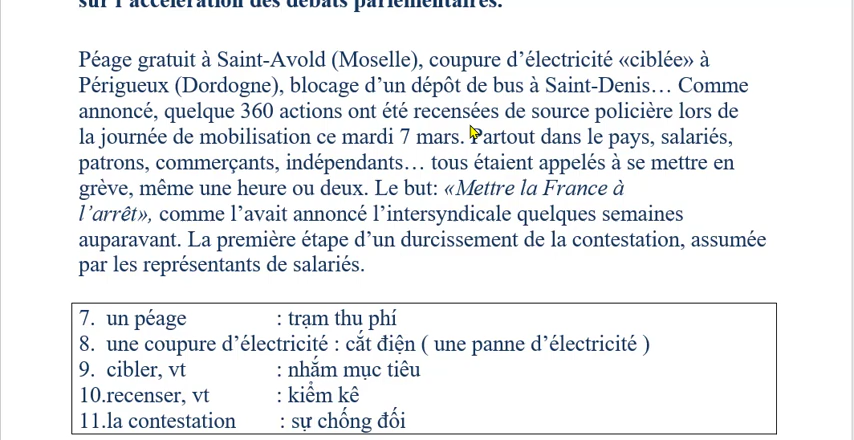 sur l'accélération des débats parlementaires.
Péage gratuit à Saint-Avold (Moselle), coupure d'électricité «ciblée» à
Périgueux (Dordogne), blocage d'un dépôt de bus à Saint-Denis… Comme
annoncé, quelque 360 actions ont été recensées de source policière lors de
la journée de mobilisation ce mardi 7 mars. Partout dans le pays, salariés,
patrons, commerçants, indépendants… tous étaient appelés à se mettre en
grève, même une heure ou deux. Le but: «Mettre la France à
l'arrêt», comme l'avait annoncé l'intersyndicale quelques semaines
auparavant. La première étape d'un durcissement de la contestation, assumée
par les représentants de salariés.
7. un péage : trạm thu phí
8. une coupure d'électricité : cắt điện ( une panne d'électricité )
9. cibler, vt : nhắm mục tiêu
10.recenser, vt : kiểm kê
11.la contestation : sự chống đối